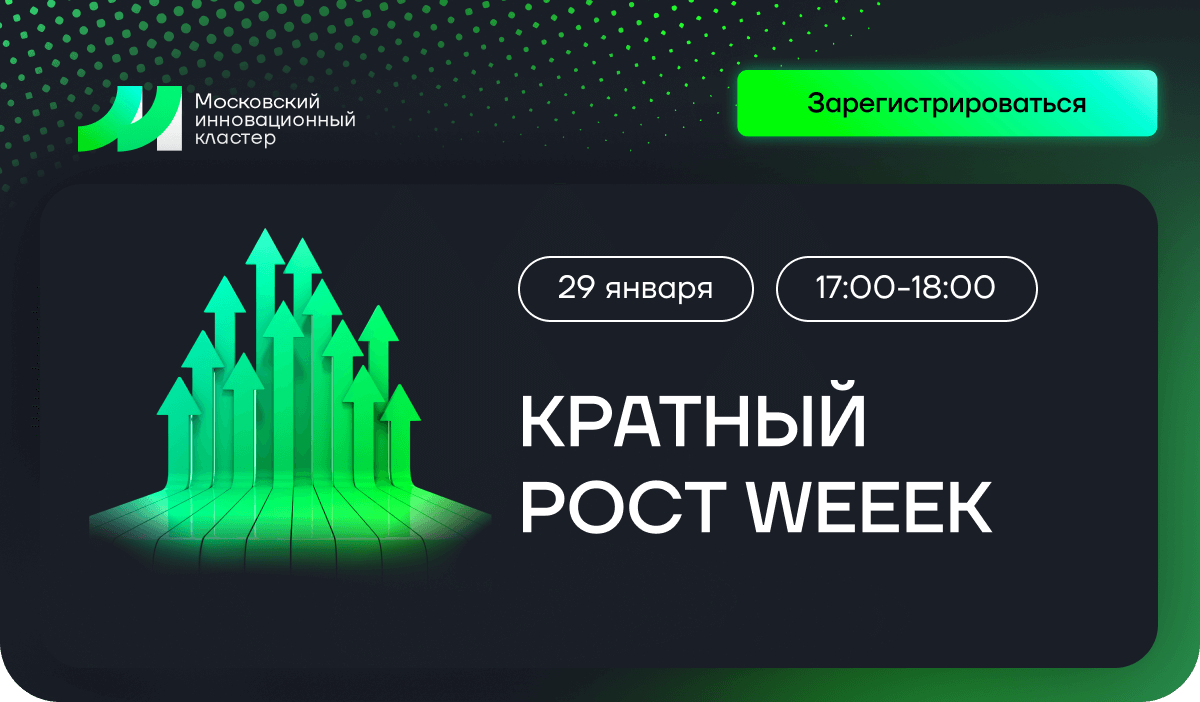 Московский
инновационный
кластер
Зарегистрироваться
29 января
17:00-18:00
КРАТНЫЙ
РОСТ WEEEK